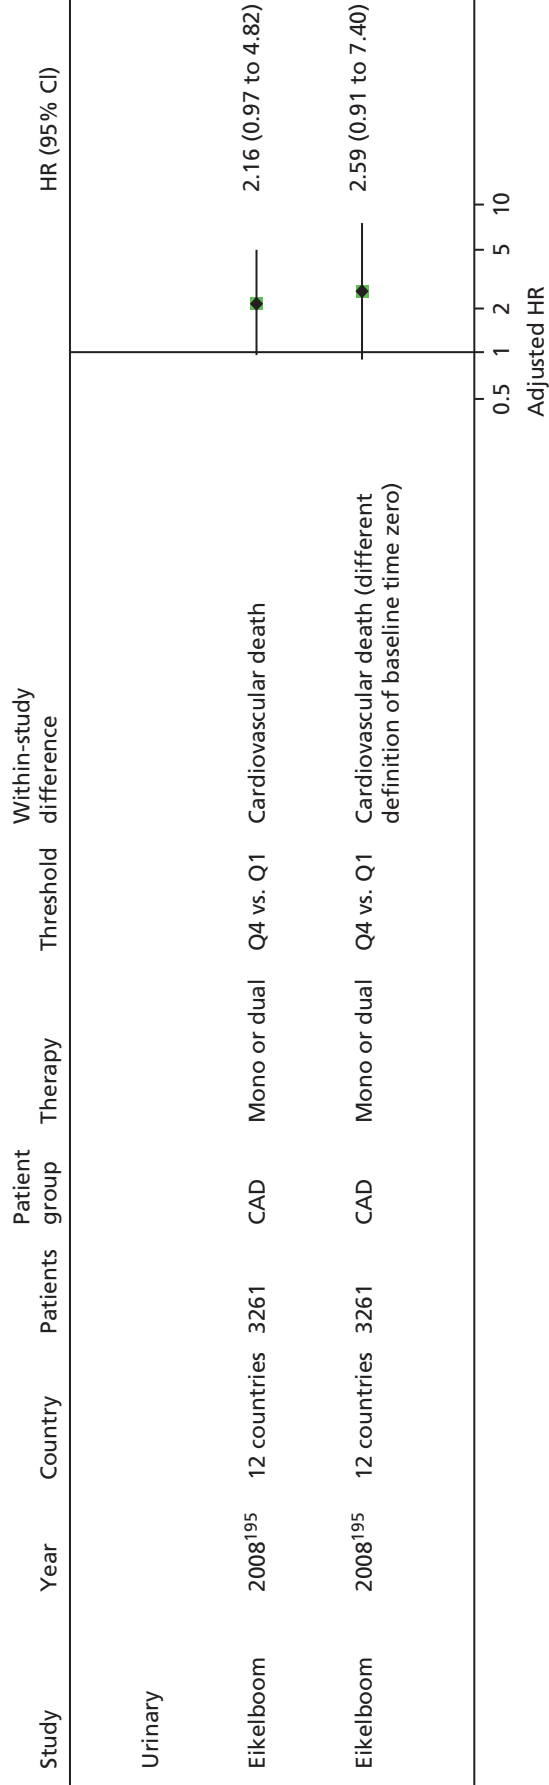 Study Year Country Patients Patient group Therapy Threshold Within-study difference HR (95% CI)
Urinary
Eikelboom 2008195 12 countries 3261 CAD Mono or dual Q4 vs. Q1 Cardiovascular death 2.16 (0.97 to 4.82)
Eikelboom 2008195 12 countries 3261 CAD Mono or dual Q4 vs. Q1 Cardiovascular death (different 2.59 (0.91 to 7.40)
definition of baseline time zero)
0.5 1 2 5 10
Adjusted HR